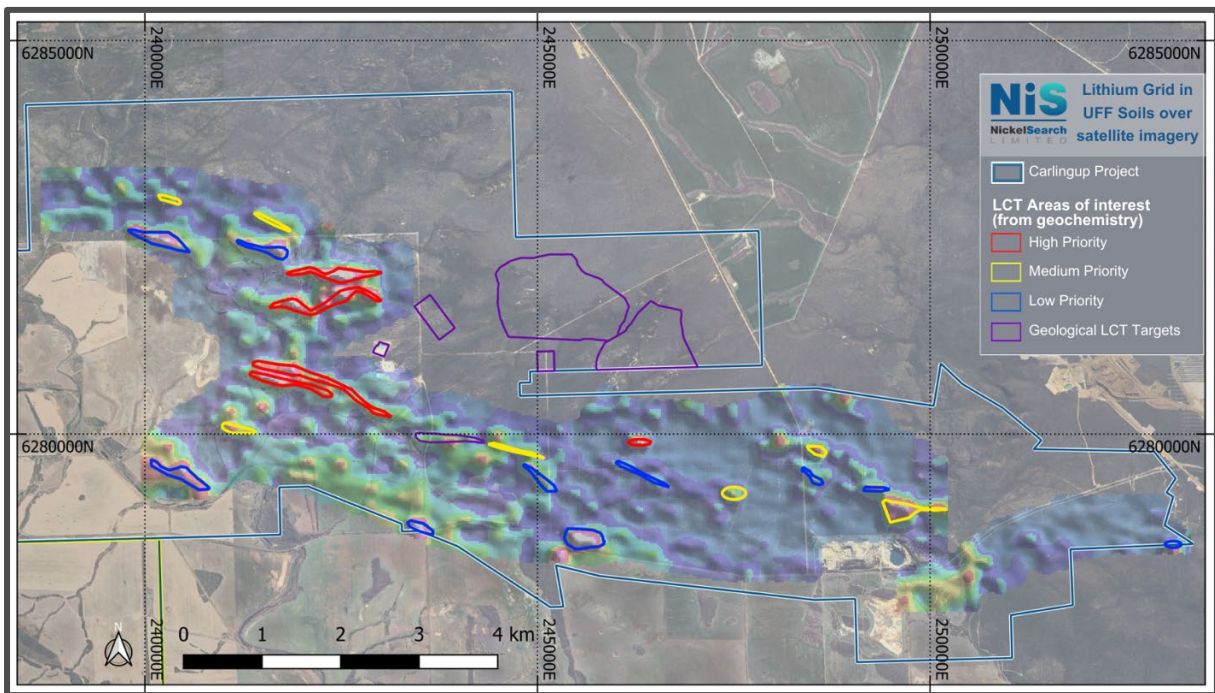 240000E
245000E
250000E
6285000N
6285000N
NiS
NickelSearch
LIMITED
Lithium Grid in
UFF Soils over
satellite imagery
Carlingup Project
LCT Areas of interest
(from geochemistry)
High Priority
Medium Priority
Low Priority
Geological LCT Targets
6280000N
6280000N
N
0 1 2 3 4 km
240000E
245000E
250000E